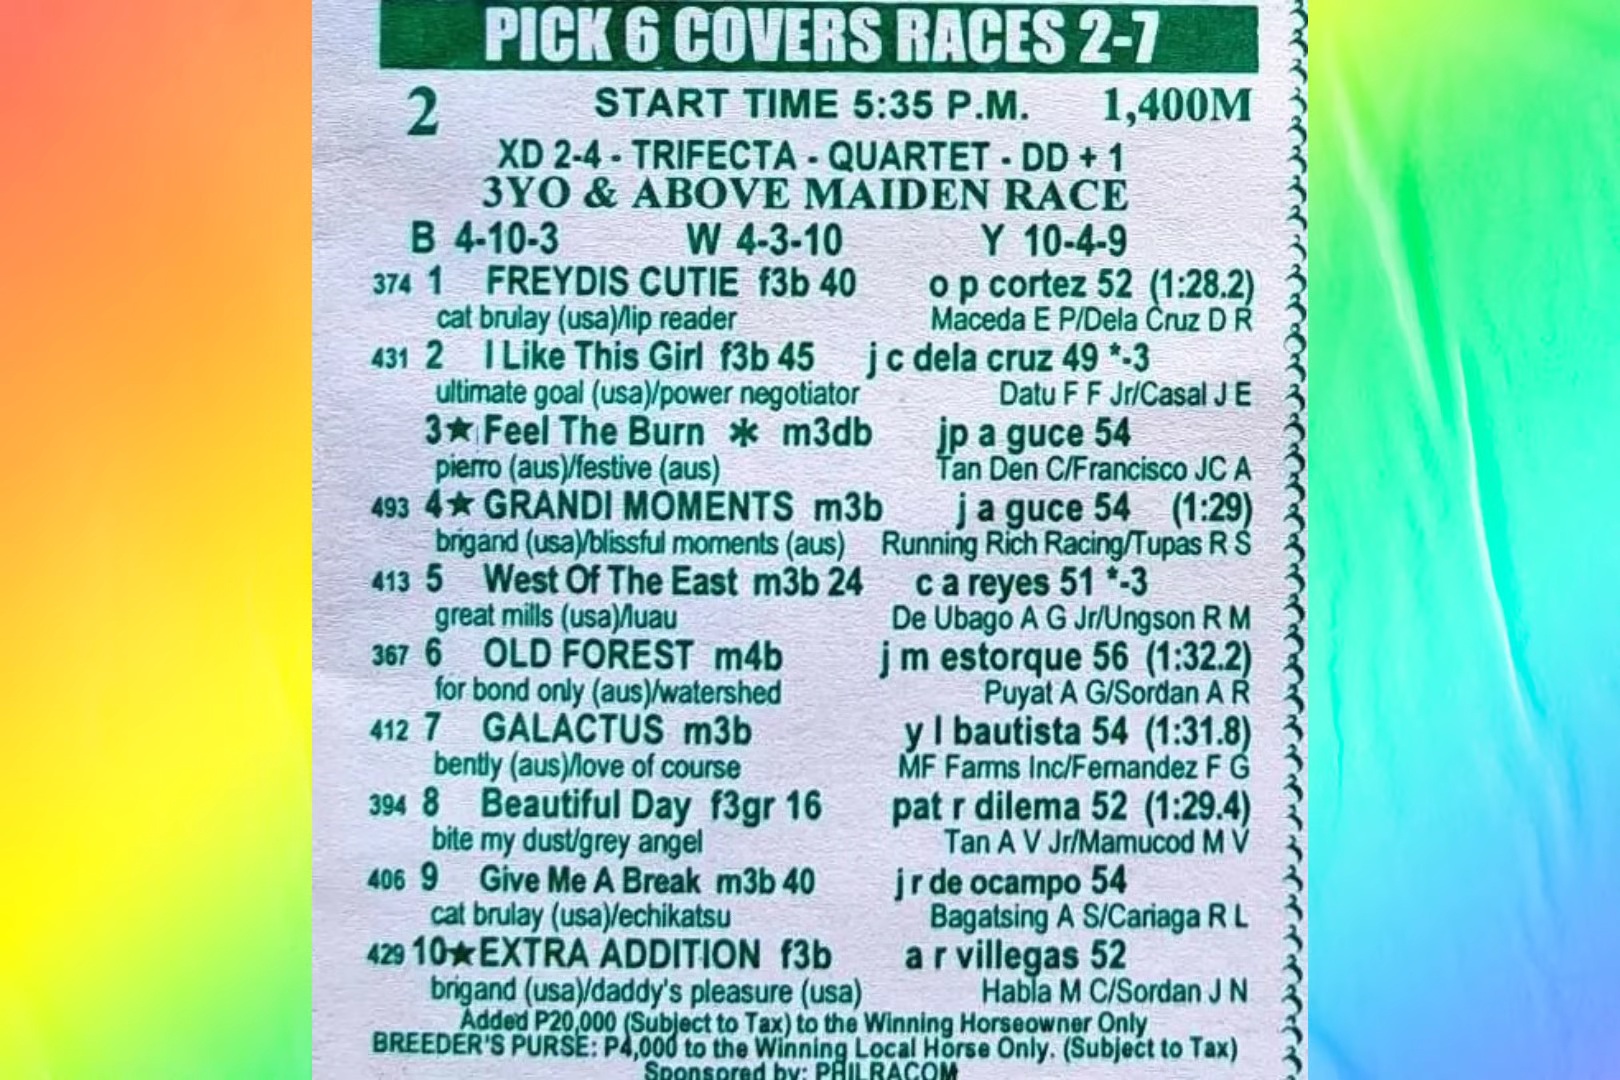 PICK 6 COVERS RACES 2-7
2 START TIME 5:35 P.M. 1,400M
XD 2-4 - TRIFECTA - QUARTET - DD + 1
3YO & ABOVE MAIDEN RACE
B 4-10-3 W 4-3-10 Y 10-4-9
374 1 FREYDIS CUTIE f3b 40 o p cortez 52 (1:28.2)
cat brulay (usa)/lip reader Maceda E P/Dela Cruz D R
431 2 I Like This Girl f3b 45 j c dela cruz 49 *-3
ultimate goal (usa)/power negotiator Datu F F Jr/Casal J E
3★ Feel The Burn * m3db jp a guce 54
pierro (aus)/festive (aus) Tan Den C/Francisco JC A
493 4★ GRANDI MOMENTS m3b j a guce 54 (1:29)
brigand (usa)/blissful moments (aus) Running Rich Racing/Tupas R S
413 5 West Of The East m3b 24 c a reyes 51 *-3
great mills (usa)/luau De Ubago A G Jr/Ungson R M
367 6 OLD FOREST m4b j m estorque 56 (1:32.2)
for bond only (aus)/watershed Puyat A G/Sordan A R
412 7 GALACTUS m3b y l bautista 54 (1:31.8)
bently (aus)/love of course MF Farms Inc/Fernandez F G
394 8 Beautiful Day f3gr 16 pat r dilema 52 (1:29.4)
bite my dust/grey angel Tan A V Jr/Mamucod M V
406 9 Give Me A Break m3b 40 j r de ocampo 54
cat brulay (usa)/echikatsu Bagatsing A S/Cariaga R L
429 10★ EXTRA ADDITION f3b a r villegas 52
brigand (usa)/daddy's pleasure (usa) Habla M C/Sordan J N
Added P20,000 (Subject to Tax) to the Winning Horseowner Only
BREEDER'S PURSE: P4,000 to the Winning Local Horse Only. (Subject to Tax)
Sponsored by: PHILRACOM